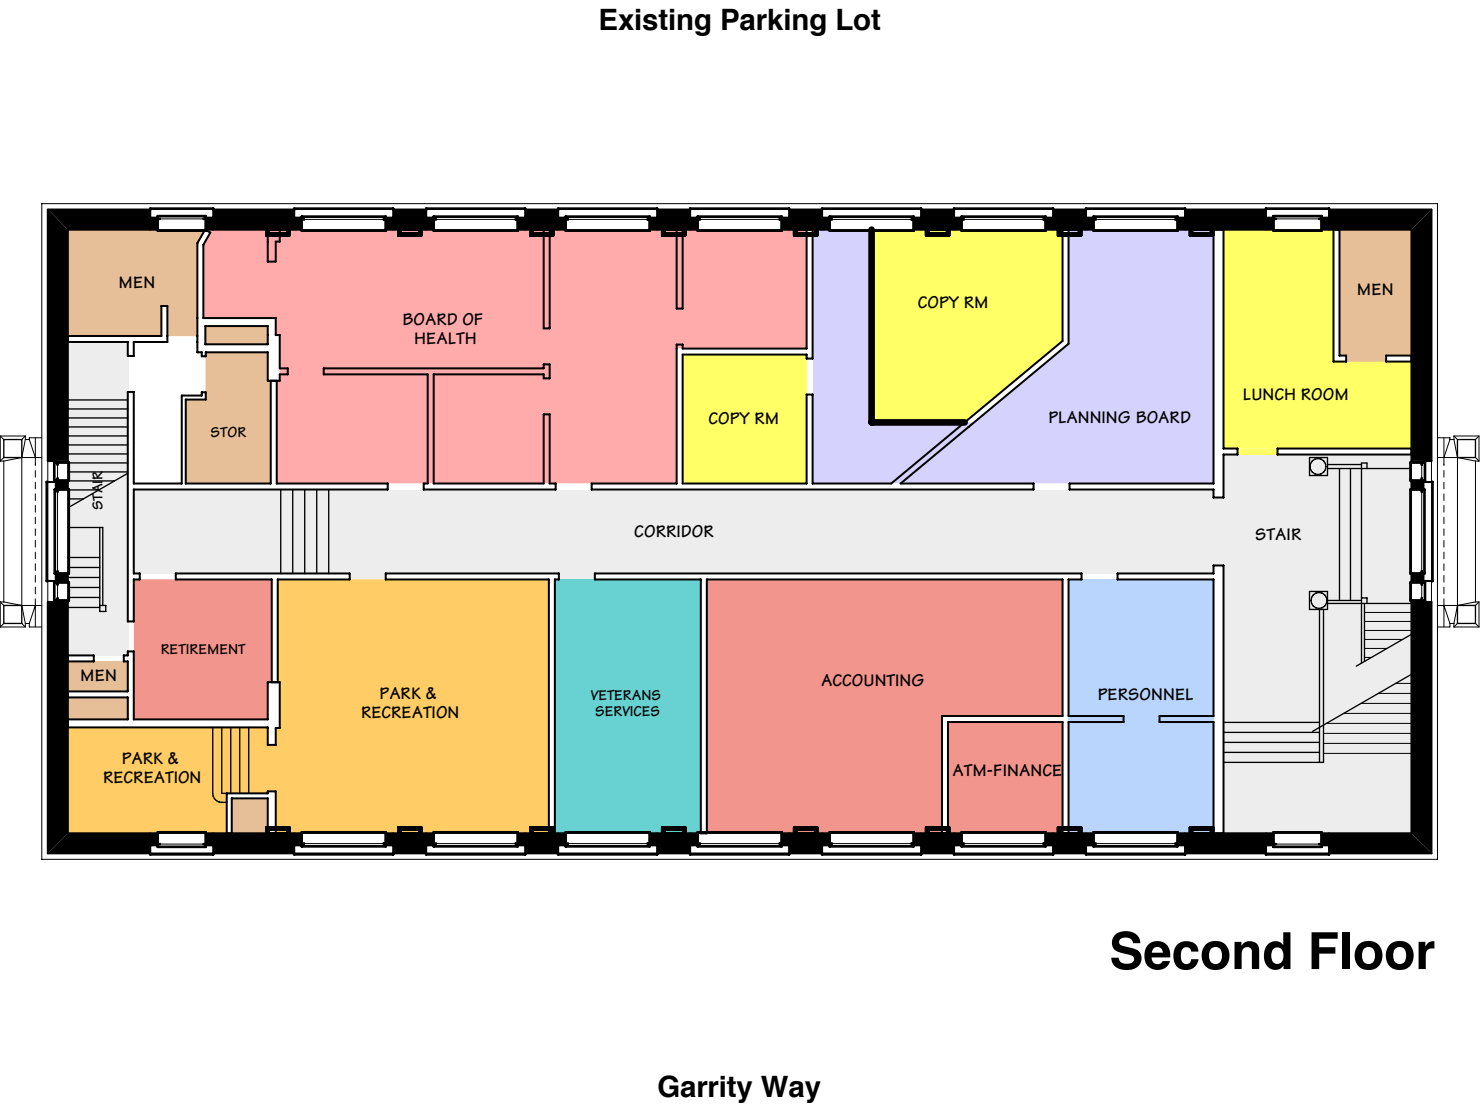 Existing Parking Lot
MEN
BOARD OF
HEALTH
COPY RM
MEN
LUNCH ROOM
COPY RM
PLANNING BOARD
STOR
STAIR
CORRIDOR
STAIR
RETIREMENT
MEN
PARK &
RECREATION
VETERANS
SERVICES
ACCOUNTING
PERSONNEL
PARK &
RECREATION
ATM-FINANCE
Second Floor
Garrity Way